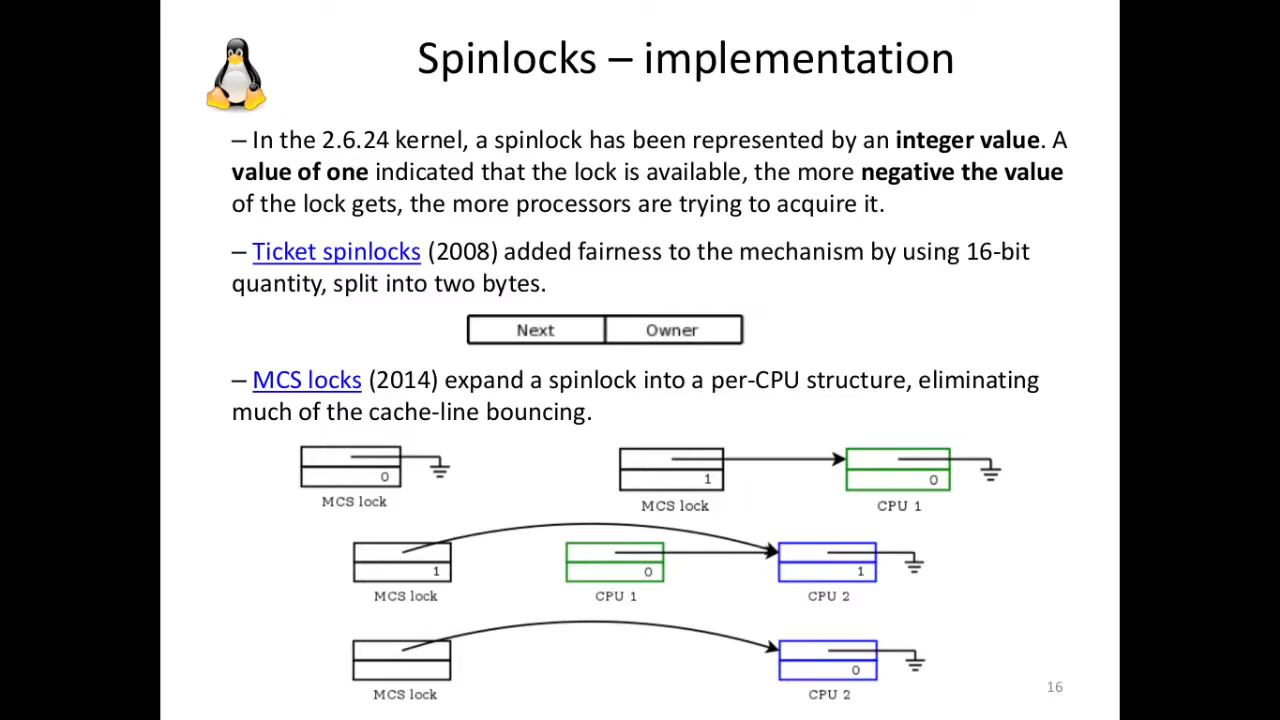 Spinlocks – implementation
– In the 2.6.24 kernel, a spinlock has been represented by an integer value. A
value of one indicated that the lock is available, the more negative the value
of the lock gets, the more processors are trying to acquire it.
– Ticket spinlocks (2008) added fairness to the mechanism by using 16-bit
quantity, split into two bytes.
Next Owner
– MCS locks (2014) expand a spinlock into a per-CPU structure, eliminating
much of the cache-line bouncing.
0
MCS lock
1
MCS lock
0
CPU 1
1
MCS lock
0
CPU 1
1
CPU 2
MCS lock
0
CPU 2
16